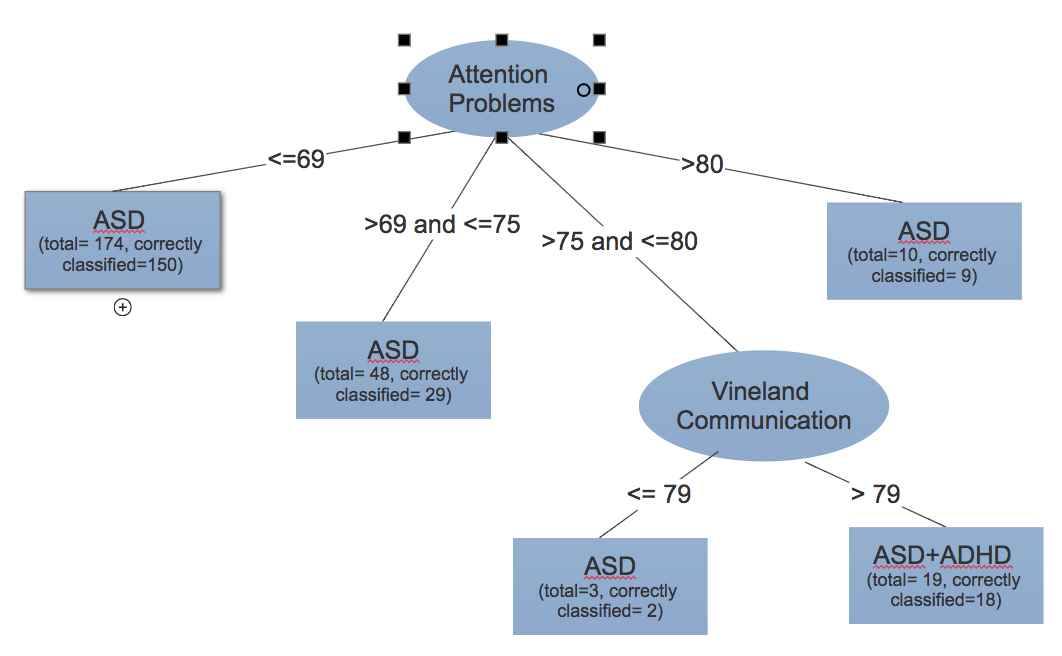 Attention
Problems
<=69
>80
>69 and <=75
>75 and <=80
ASD
(total= 174, correctly
classified=150)
ASD
(total=10, correctly
classified= 9)
ASD
(total= 48, correctly
classified= 29)
Vineland
Communication
<= 79
> 79
ASD
(total=3, correctly
classified= 2)
ASD+ADHD
(total= 19, correctly
classified=18)